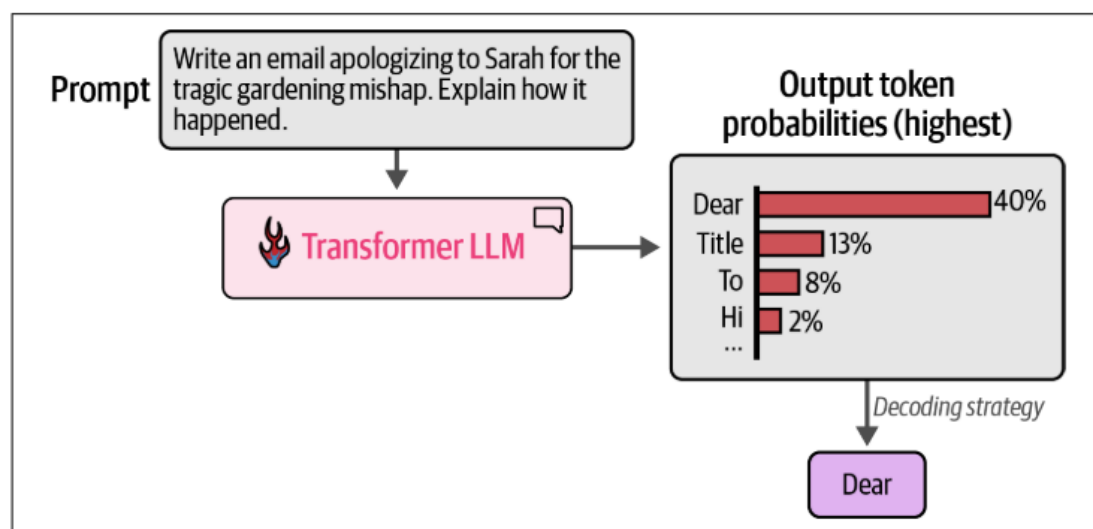 Prompt
Write an email apologizing to Sarah for the
tragic gardening mishap. Explain how it
happened.
Transformer LLM
Output token
probabilities (highest)
Dear 40%
Title 13%
To 8%
Hi 2%
...
Decoding strategy
Dear